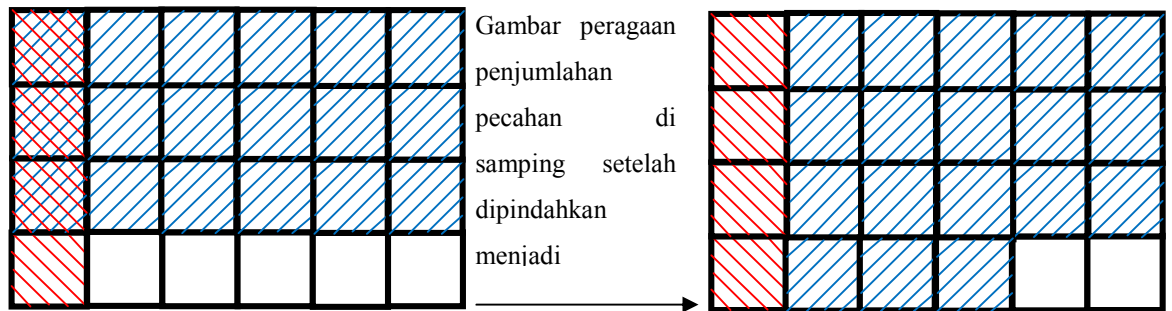 Gambar peragaan
penjumlahan
pecahan di
samping setelah
dipindahkan
menjadi